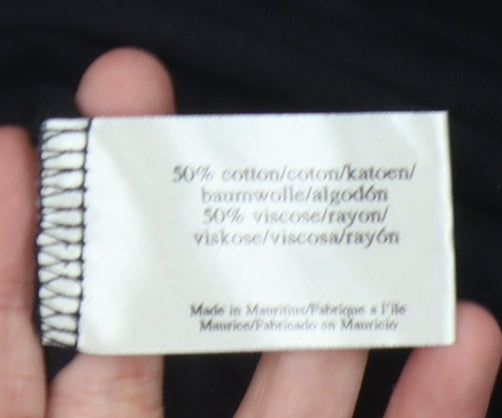 50% cotton/coton/katoen/
baumwolle/algodón
50% viscose/rayon/
viskose/viscosa/rayón
Made in Mauritius/Fabrique a l'ile
Maurice/Fabricado en Mauricio